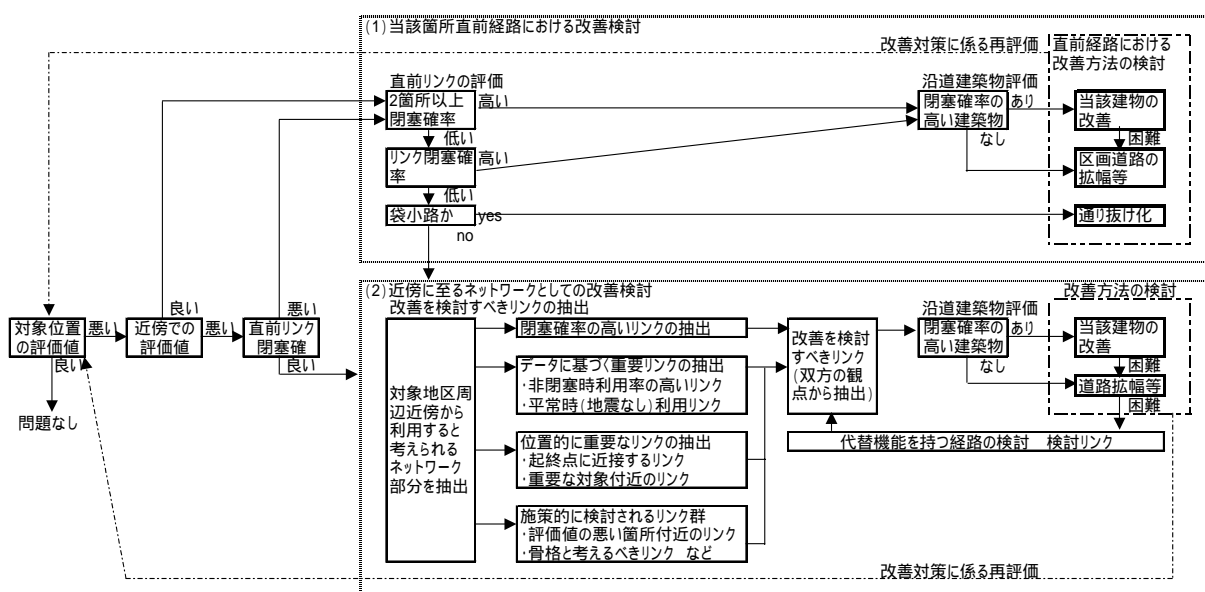 (1)当該箇所直前経路における改善検討
改善対策に係る再評価
直前経路における
改善方法の検討
直前リンクの評価
2箇所以上
閉塞確率
高い
低い
リンク閉塞確
率
高い
低い
袋小路か
yes
no
沿道建築物評価
閉塞確率の
高い建築物
あり
なし
当該建物の
改善
困難
区画道路の
拡幅等
通り抜け化
対象位置
の評価値
悪い
良い
問題なし
近傍での
評価値
良い
悪い
直前リンク
閉塞確
悪い
良い
(2)近傍に至るネットワークとしての改善検討
改善を検討すべきリンクの抽出
対象地区周
辺近傍から
利用すると
考えられる
ネットワーク
部分を抽出
閉塞確率の高いリンクの抽出
データに基づく重要リンクの抽出
・非閉塞時利用率の高いリンク
・平常時(地震なし)利用リンク
位置的に重要なリンクの抽出
・起終点に近接するリンク
・重要な対象付近のリンク
施策的に検討されるリンク群
・評価値の悪い箇所付近のリンク
・骨格と考えるべきリンク など
改善を検討
すべきリンク
(双方の観
点から抽出)
沿道建築物評価
閉塞確率の
高い建築物
あり
なし
改善方法の検討
当該建物の
改善
困難
道路拡幅等
困難
代替機能を持つ経路の検討 検討リンク
改善対策に係る再評価